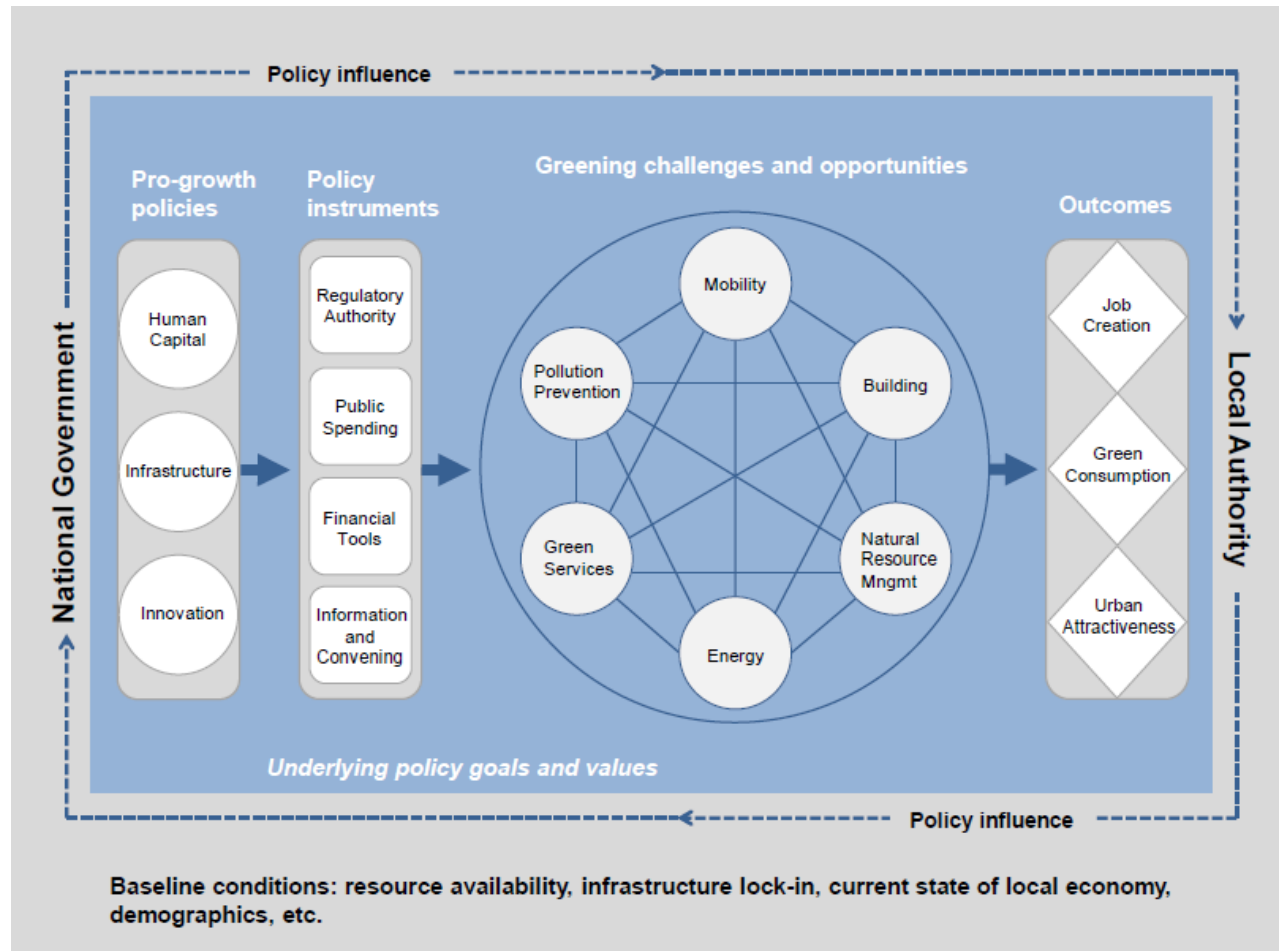 Policy influence
National Government
Local Authority
Pro-growth
policies
Human
Capital
Infrastructure
Innovation
Policy
instruments
Regulatory
Authority
Public
Spending
Financial
Tools
Information
and
Convening
Greening challenges and opportunities
Mobility
Pollution
Prevention
Building
Green
Services
Natural
Resource
Mngmt
Energy
Outcomes
Job
Creation
Green
Consumption
Urban
Attractiveness
Underlying policy goals and values
Policy influence
Baseline conditions: resource availability, infrastructure lock-in, current state of local economy,
demographics, etc.